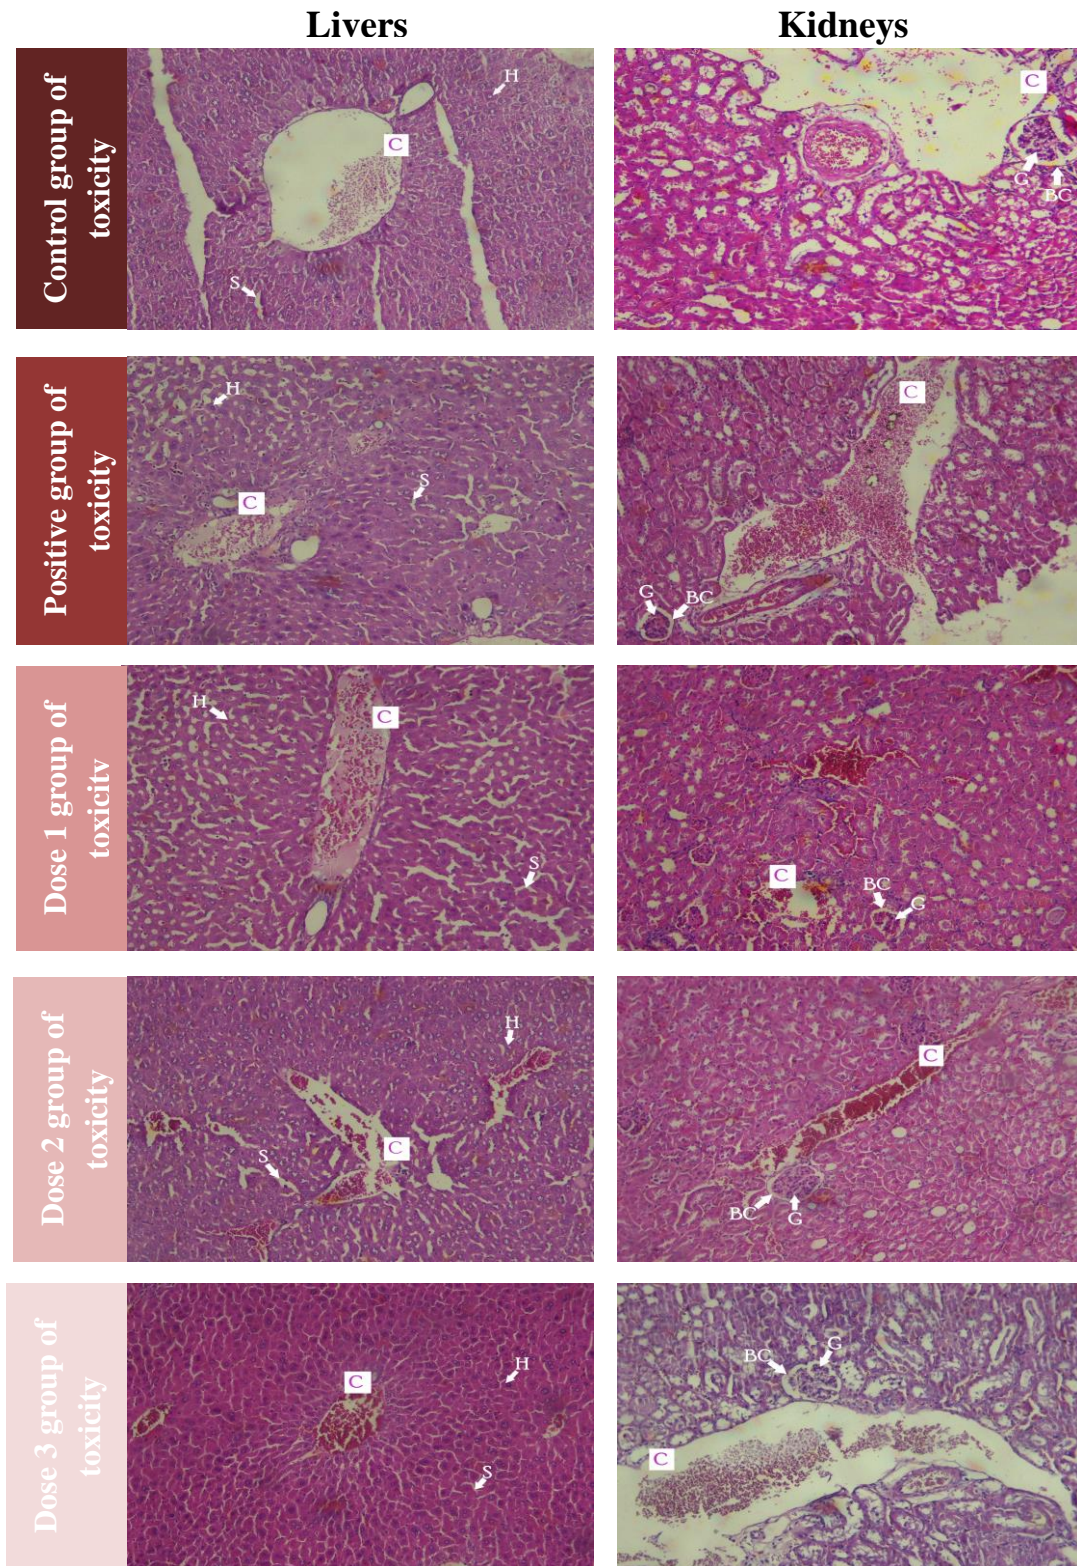 Livers
Kidneys
Control group of
toxicity
H
C
S
C
G
BC
Positive group of
toxicity
H
S
C
C
G
BC
Dose 1 group of
toxicitv
H
C
S
C
BC
G
Dose 2 group of
toxicity
H
C
S
C
BC
G
Dose 3 group of
toxicity
C
H
S
G
BC
C